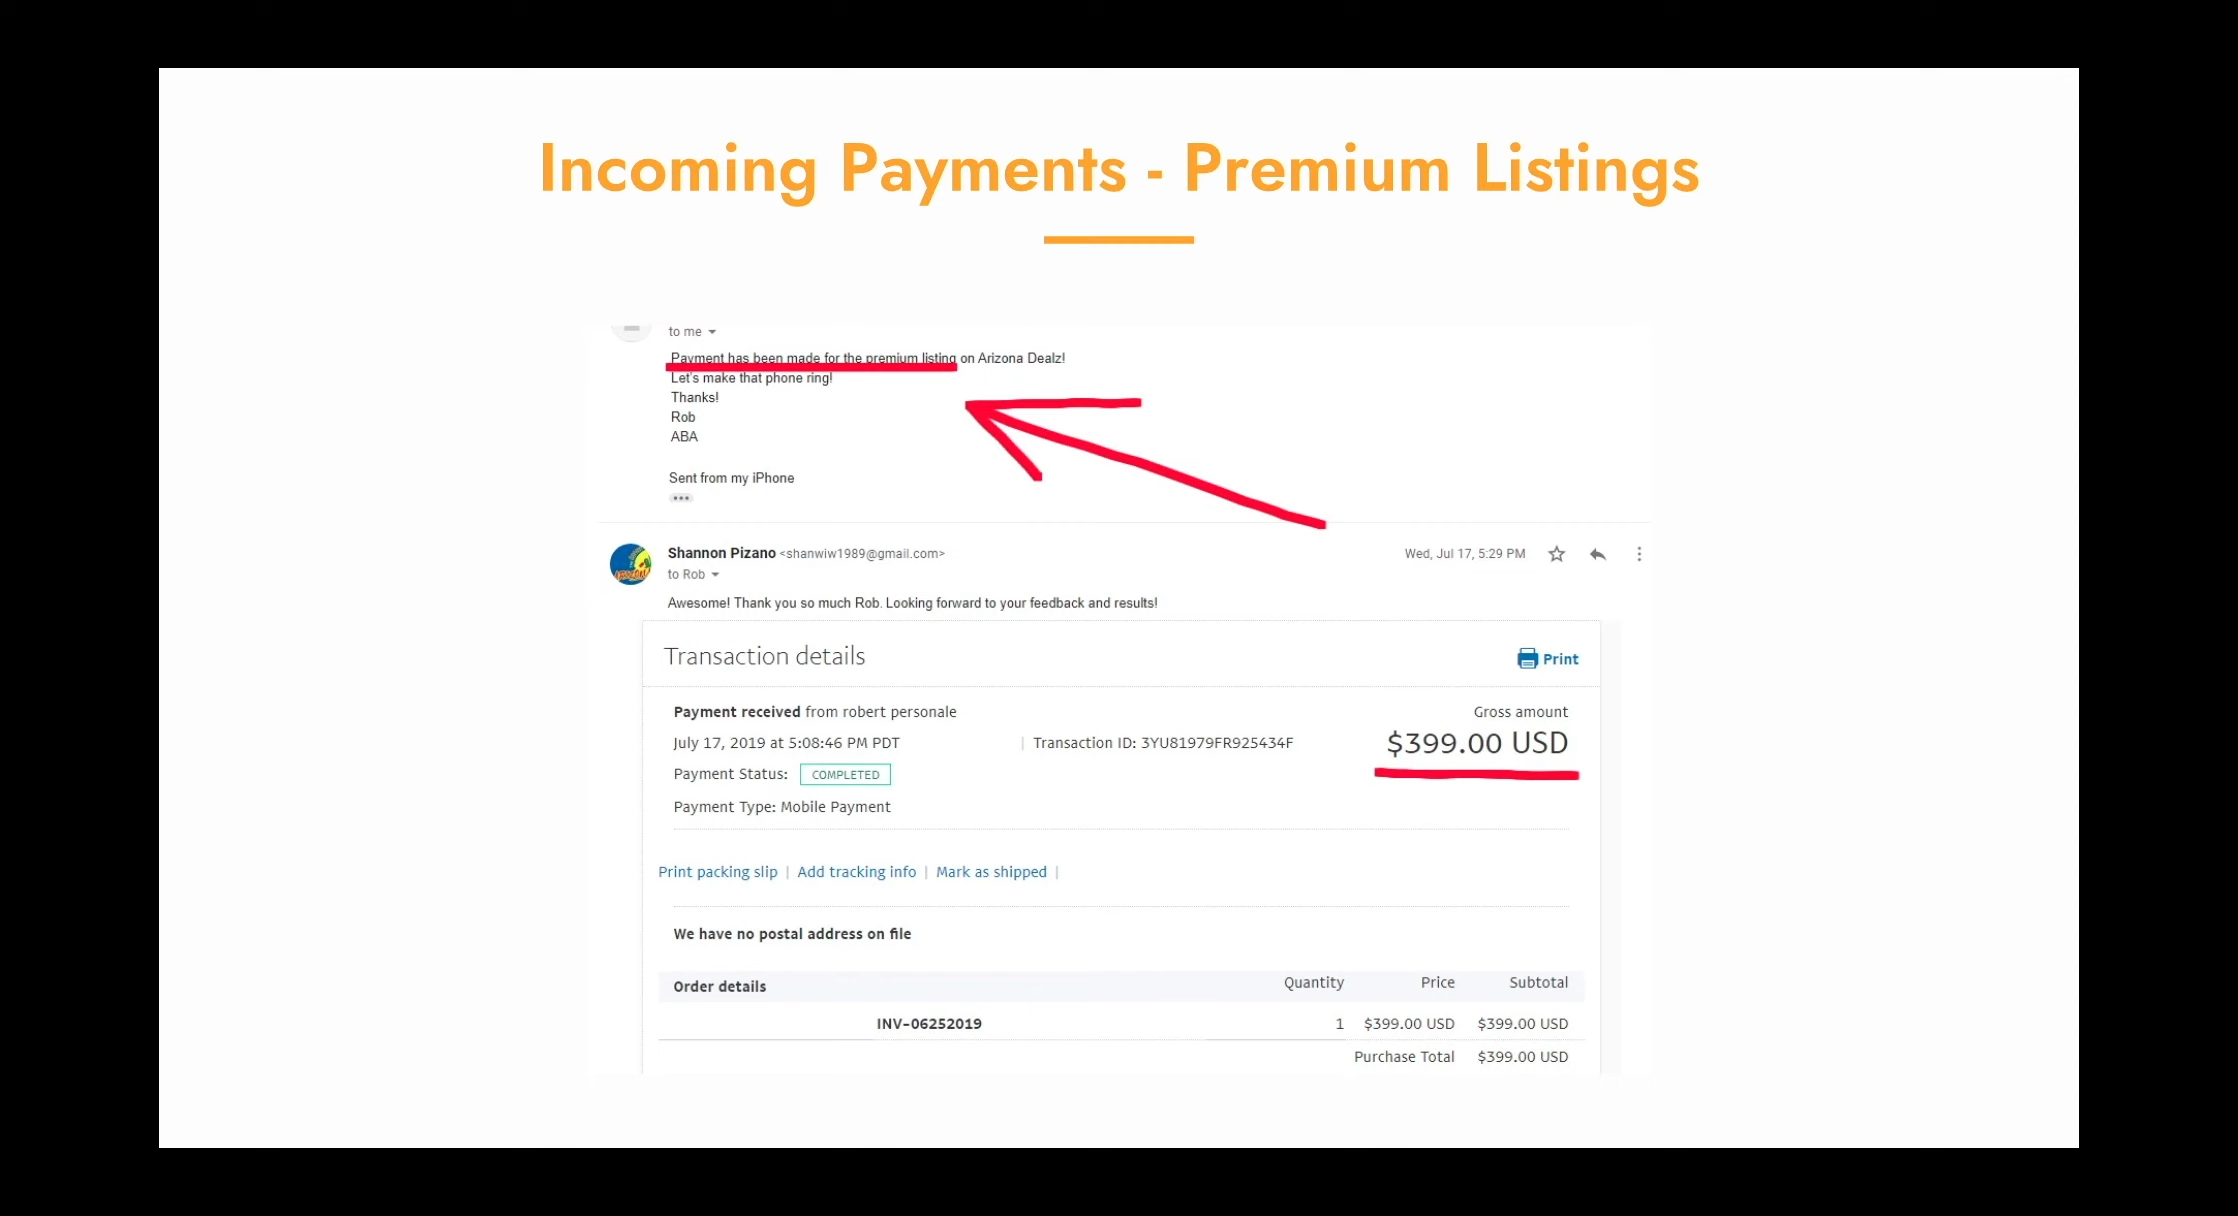 Incoming Payments - Premium Listings
to me
Payment has been made for the premium listing on Arizona Dealz!
Let's make that phone ring!
Thanks!
Rob
ABA
Sent from my iPhone
Shannon Pizano <shanwiw1989@gmail.com> Wed, Jul 17, 5:29 PM
to Rob
Awesome! Thank you so much Rob. Looking forward to your feedback and results!
Transaction details Print
Payment received from robert personale Gross amount
July 17, 2019 at 5:08:46 PM PDT | Transaction ID: 3YU81979FR925434F $399.00 USD
Payment Status: COMPLETED
Payment Type: Mobile Payment
Print packing slip | Add tracking info | Mark as shipped |
We have no postal address on file
Order details Quantity Price Subtotal
INV-06252019 1 $399.00 USD $399.00 USD
Purchase Total $399.00 USD